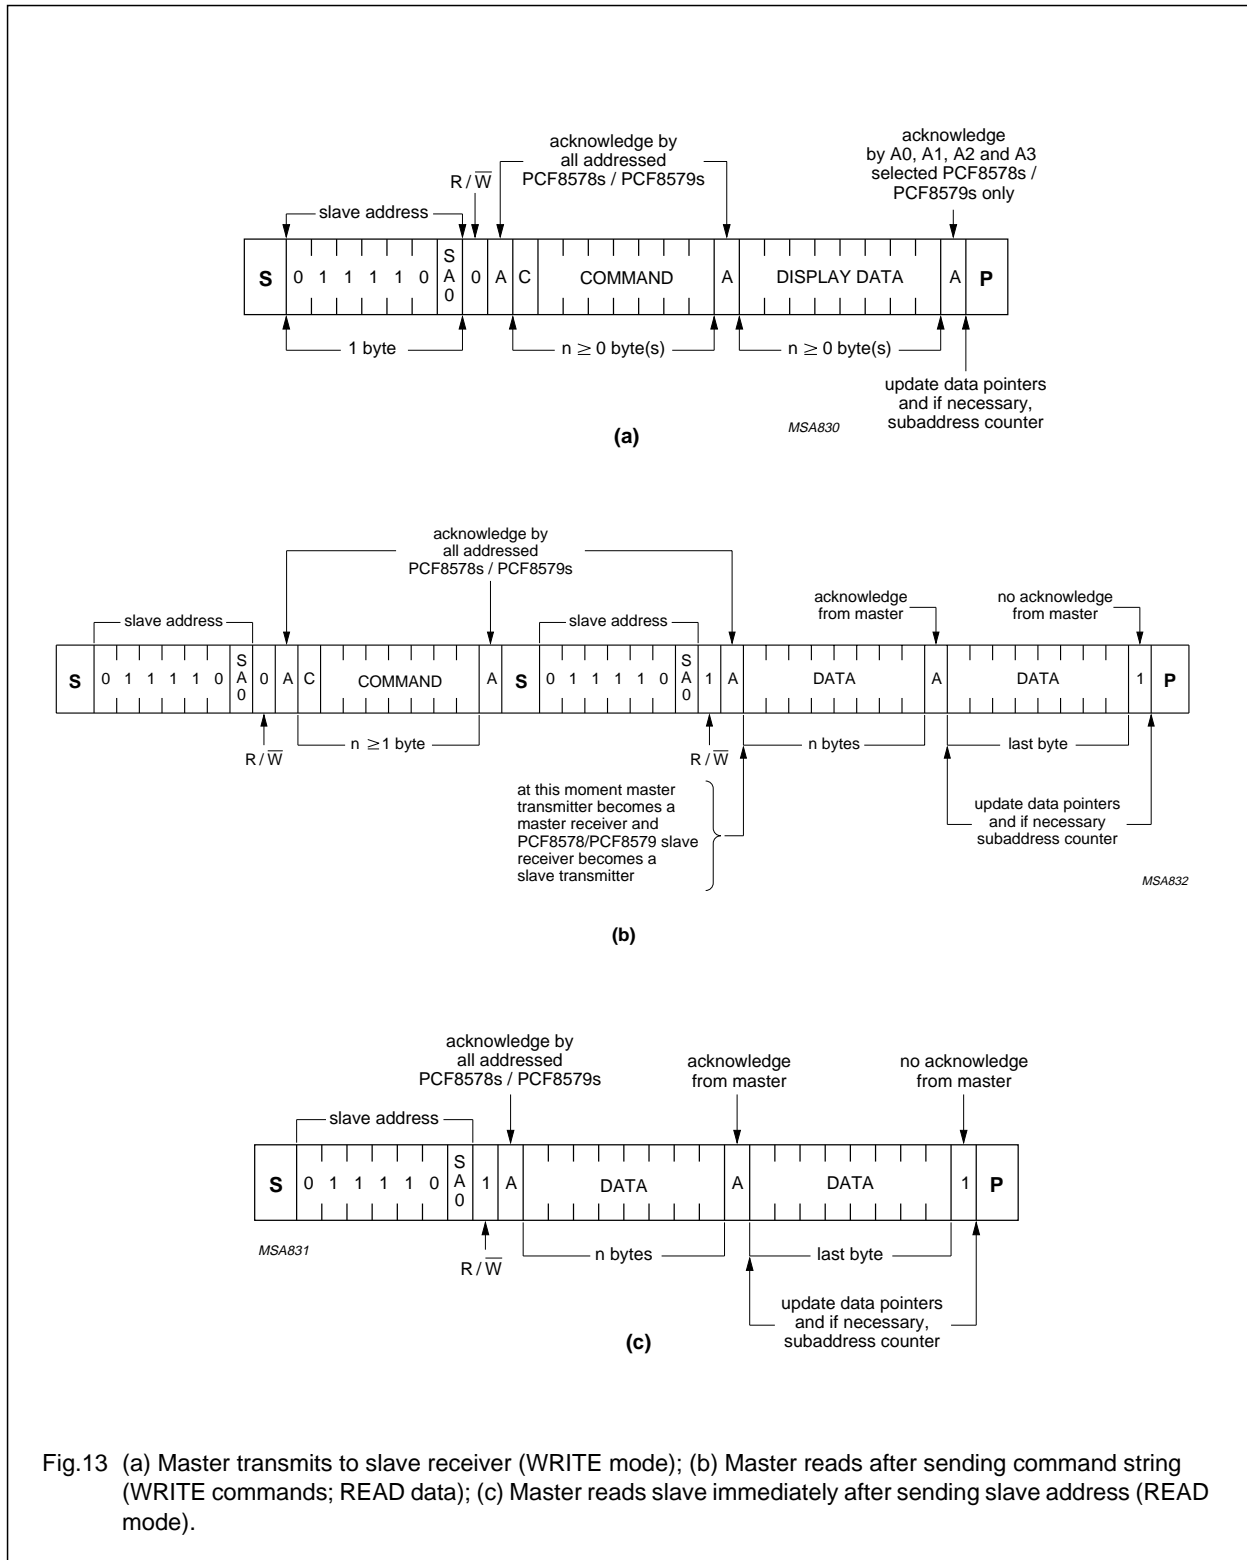 acknowledge by
all addressed
PCF8578s / PCF8579s
acknowledge
by A0, A1, A2 and A3
selected PCF8578s /
PCF8579s only
R / W̅
slave address
S 0 1 1 1 1 0 SA0 0 A C COMMAND A DISPLAY DATA A P
1 byte
n ≥ 0 byte(s)
n ≥ 0 byte(s)
update data pointers
and if necessary,
subaddress counter
MSA830
(a)
acknowledge by
all addressed
PCF8578s / PCF8579s
acknowledge
from master
no acknowledge
from master
slave address
slave address
S 0 1 1 1 1 0 SA0 0 A C COMMAND A S 0 1 1 1 1 0 SA0 1 A DATA A DATA 1 P
R / W̅
n ≥1 byte
R / W̅
n bytes
last byte
at this moment master
transmitter becomes a
master receiver and
PCF8578/PCF8579 slave
receiver becomes a
slave transmitter
update data pointers
and if necessary
subaddress counter
MSA832
(b)
acknowledge by
all addressed
PCF8578s / PCF8579s
acknowledge
from master
no acknowledge
from master
slave address
S 0 1 1 1 1 0 SA0 1 A DATA A DATA 1 P
MSA831
R / W̅
n bytes
last byte
update data pointers
and if necessary,
subaddress counter
(c)
Fig.13 (a) Master transmits to slave receiver (WRITE mode); (b) Master reads after sending command string
(WRITE commands; READ data); (c) Master reads slave immediately after sending slave address (READ
mode).